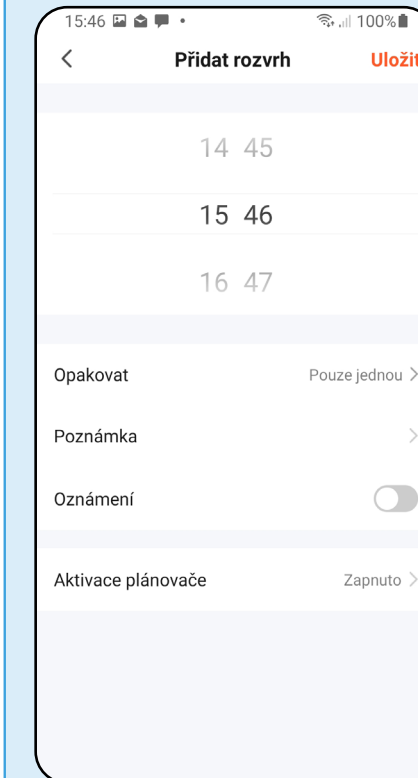 15:46 100%
Přidat rozvrh Uložit
14 45
15 46
16 47
Opakovat Pouze jednou
Poznámka
Oznámení
Aktivace plánovače Zapnuto